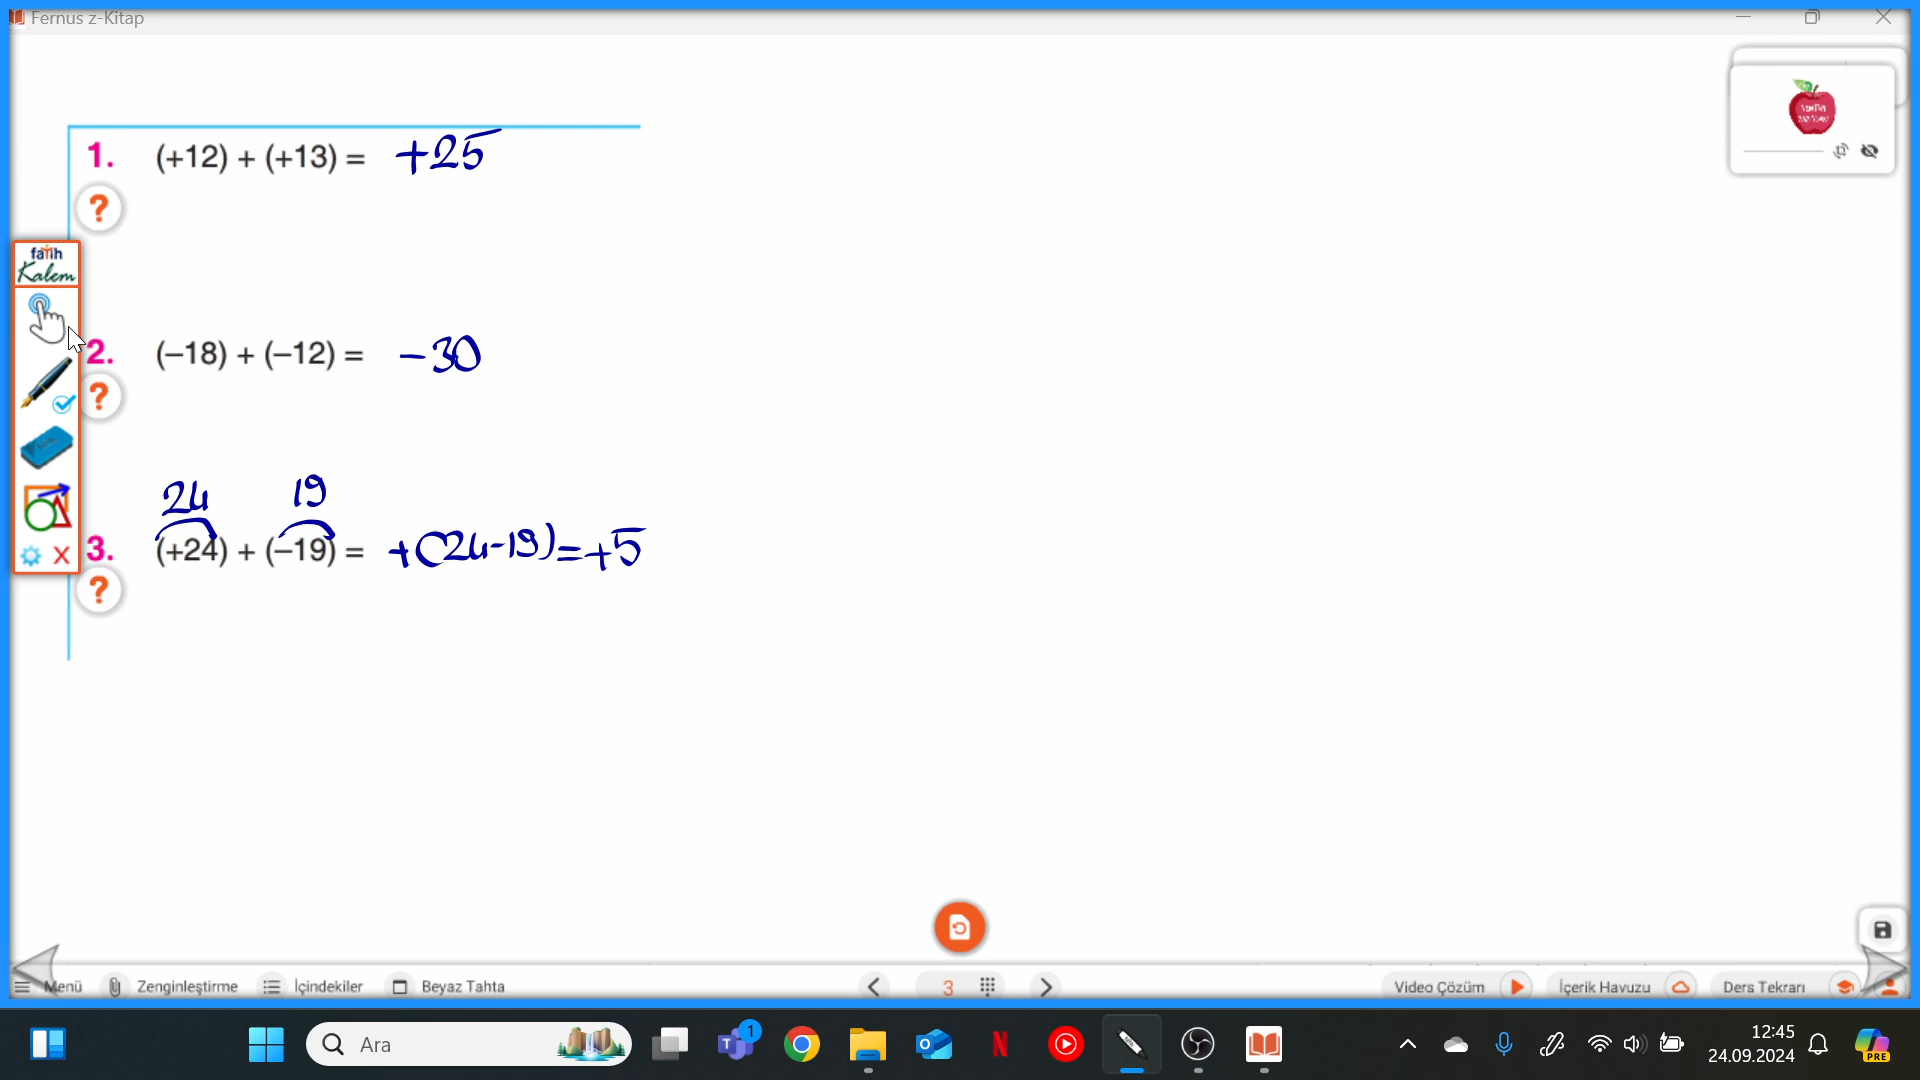 Fernus z-Kitap
1. (+12) + (+13) = +25
?
fatih
Kalem
2. (–18) + (–12) = -30
?
24 19
3. (+24) + (–19) = +(24-19)=+5
?
Menü Zenginleştirme İçindekiler Beyaz Tahta 3 Video Çözüm İçerik Havuzu Ders Tekrarı
Ara
1
12:45
24.09.2024
PRE